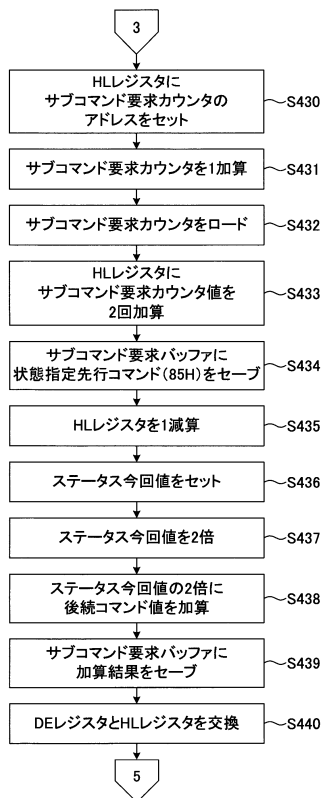 3
HLレジスタに
サブコマンド要求カウンタの
アドレスをセット
S430
サブコマンド要求カウンタを1加算
S431
サブコマンド要求カウンタをロード
S432
HLレジスタに
サブコマンド要求カウンタ値を
2回加算
S433
サブコマンド要求バッファに
状態指定先行コマンド(85H)をセーブ
S434
HLレジスタを1減算
S435
ステータス今回値をセット
S436
ステータス今回値を2倍
S437
ステータス今回値の2倍に
後続コマンド値を加算
S438
サブコマンド要求バッファに
加算結果をセーブ
S439
DEレジスタとHLレジスタを交換
S440
5